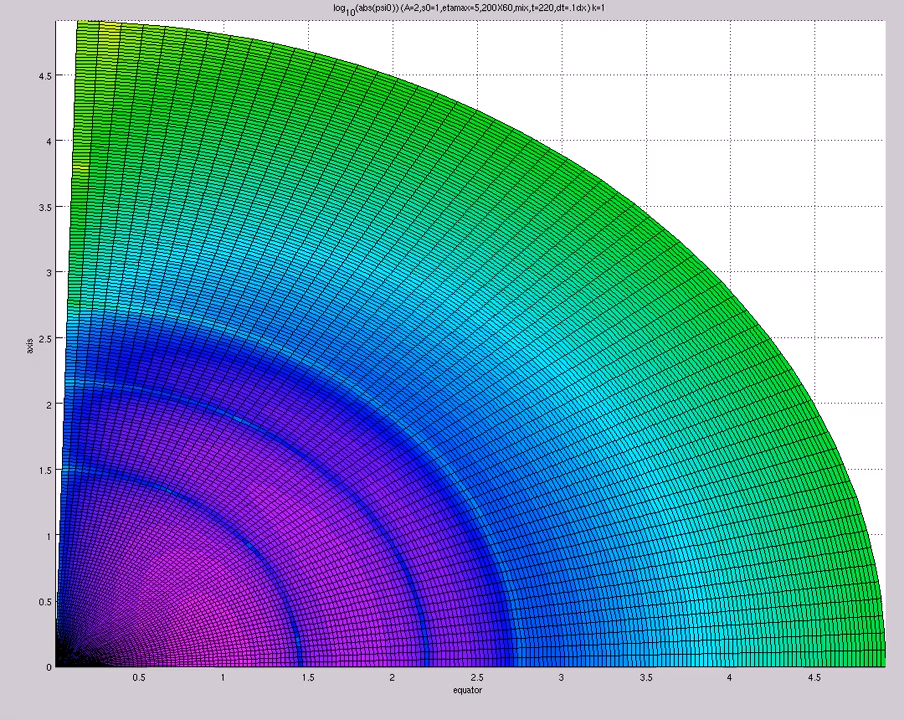 log10(abs(psi0)) (A=2,s0=1,etamax=5,200X60,mix,t=220,dt=.1dx) k=1
4.5
4
3.5
3
2.5
2
1.5
1
0.5
0
axis
0.5 1 1.5 2 2.5 3 3.5 4 4.5
equator